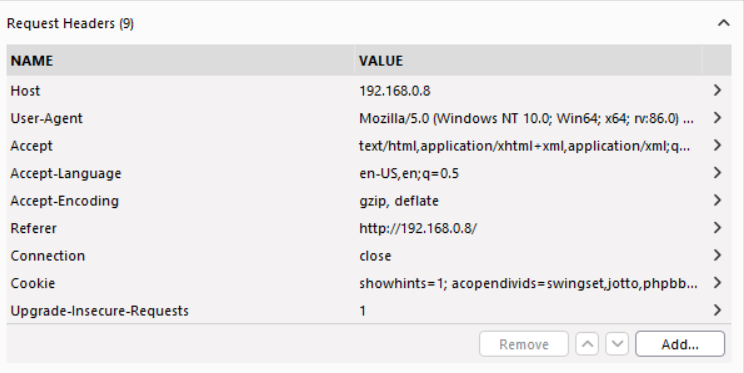 Request Headers (9)
NAME VALUE
Host 192.168.0.8
User-Agent Mozilla/5.0 (Windows NT 10.0; Win64; x64; rv:86.0) ...
Accept text/html,application/xhtml+xml,application/xml;q...
Accept-Language en-US,en;q=0.5
Accept-Encoding gzip, deflate
Referer http://192.168.0.8/
Connection close
Cookie showhints=1; acopendivids=swingset,jotto,phpbb...
Upgrade-Insecure-Requests 1
Remove Add...